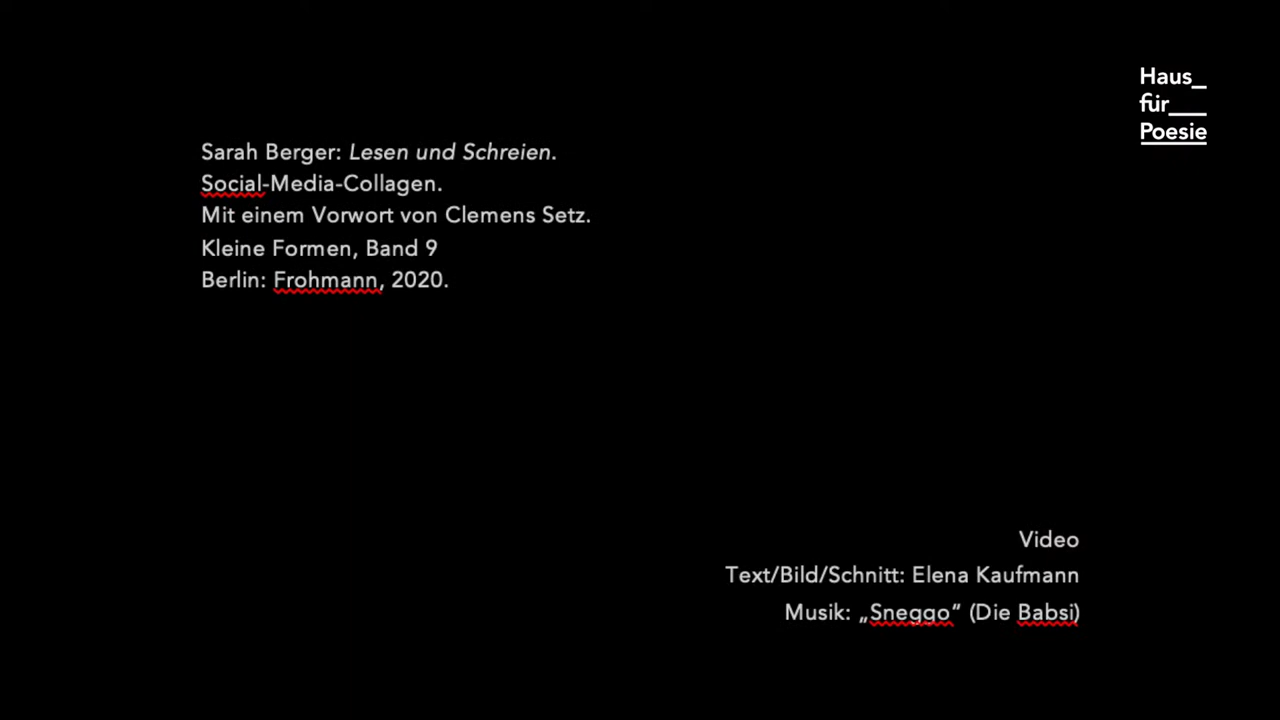 Haus_
für__
Poesie
Sarah Berger: Lesen und Schreien.
Social-Media-Collagen.
Mit einem Vorwort von Clemens Setz.
Kleine Formen, Band 9
Berlin: Frohmann, 2020.
Video
Text/Bild/Schnitt: Elena Kaufmann
Musik: „Sneggo“ (Die Babsi)